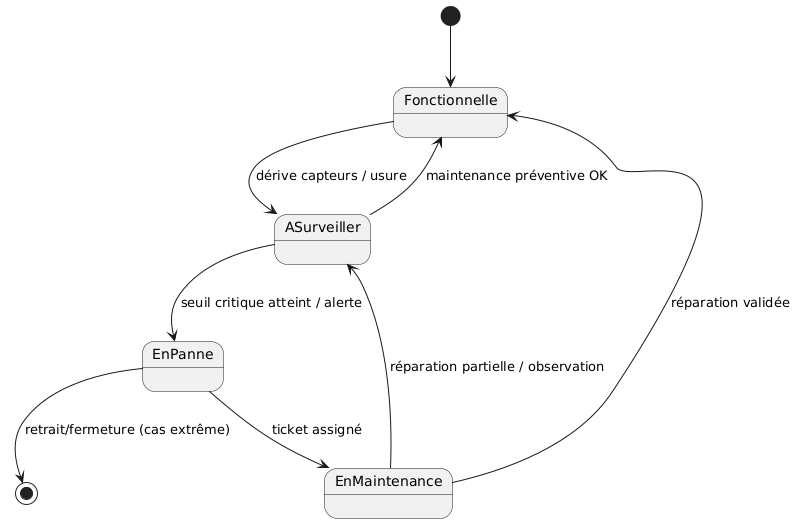 Fonctionnelle
dérive capteurs / usure
maintenance préventive OK
ASurveiller
seuil critique atteint / alerte
réparation validée
EnPanne
réparation partielle / observation
retrait/fermeture (cas extrême)
ticket assigné
EnMaintenance